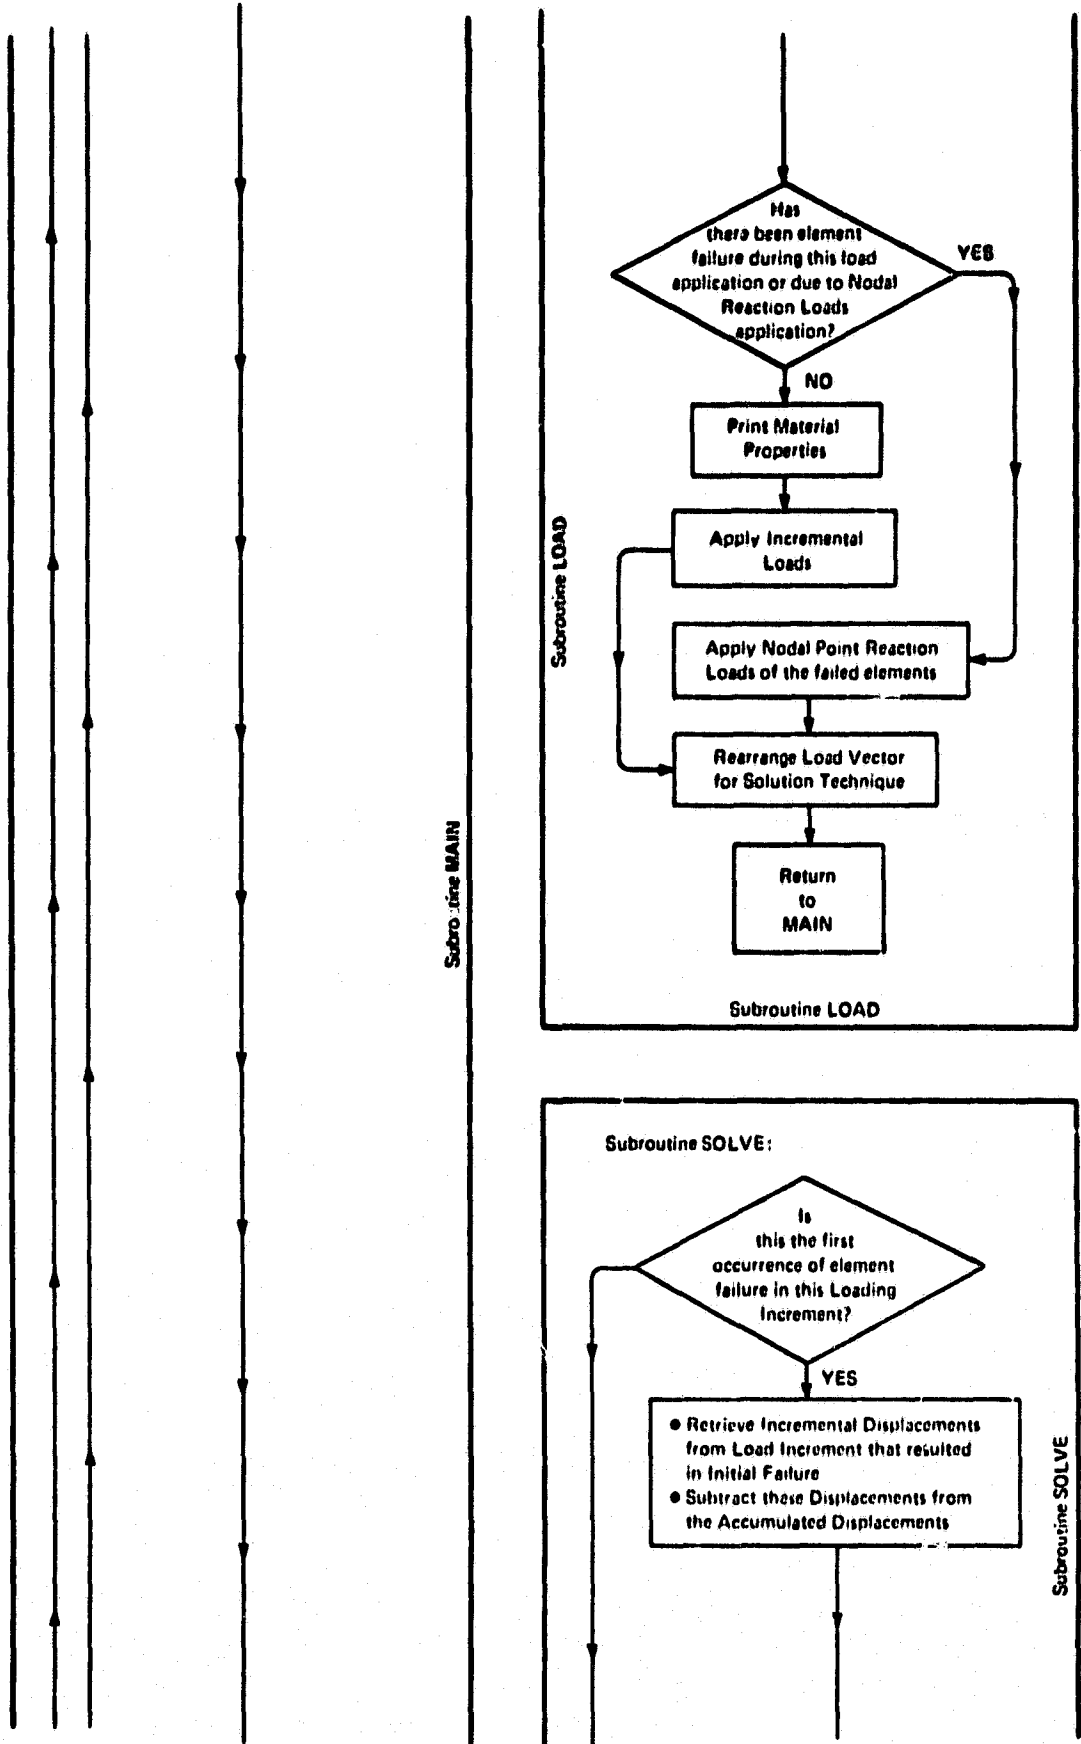 Has
there been element
failure during this load
application or due to Nodal
Reaction Loads
application?
YES
NO
Print Material
Properties
Apply Incremental
Loads
Subroutine LOAD
Apply Nodal Point Reaction
Loads of the failed elements
Rearrange Load Vector
for Solution Technique
Return
to
MAIN
Subroutine MAIN
Subroutine LOAD
Subroutine SOLVE:
Is
this the first
occurrence of element
failure in this Loading
Increment?
YES
● Retrieve Incremental Displacements
from Load Increment that resulted
in Initial Failure
● Subtract these Displacements from
the Accumulated Displacements
Subroutine SOLVE